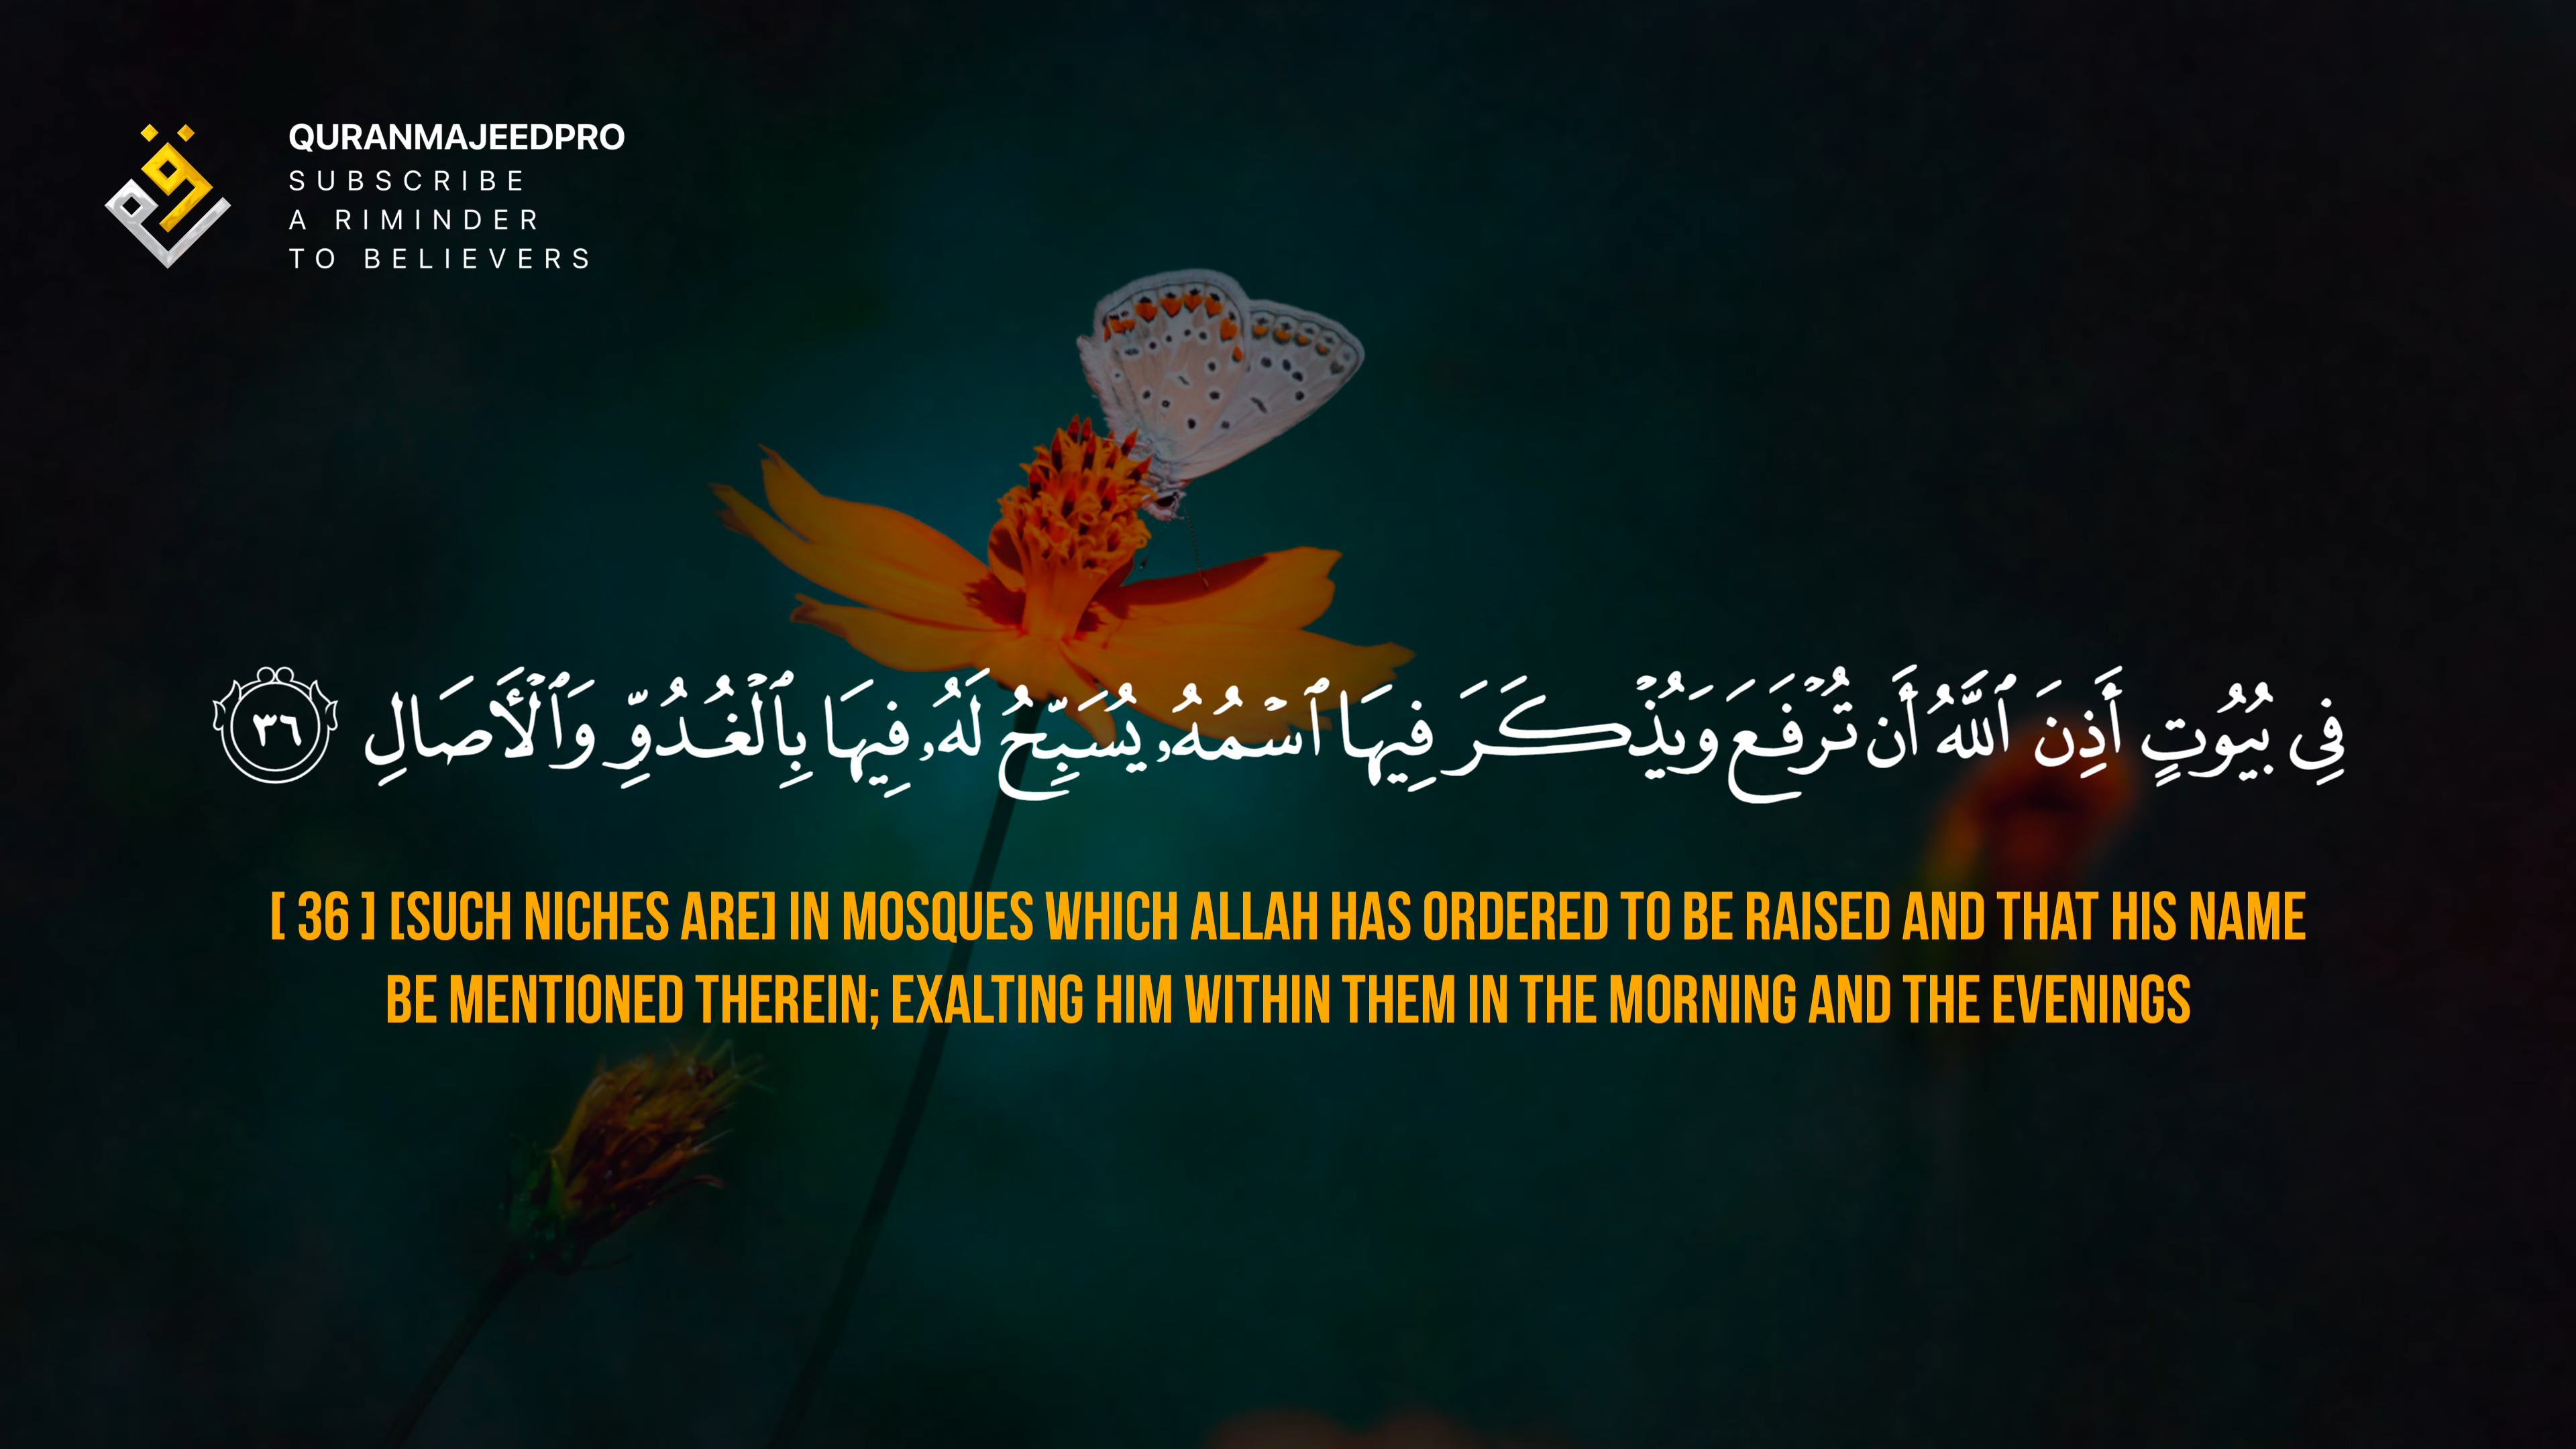 QURANMAJEEDPRO
SUBSCRIBE
A RIMINDER
TO BELIEVERS
فِى بُيُوتٍ أَذِنَ ٱللَّهُ أَن تُرۡفَعَ وَيُذۡكَرَ فِيهَا ٱسۡمُهُۥ يُسَبِّحُ لَهُۥ فِيهَا بِٱلۡغُدُوِّ وَٱلۡأَصَالِ ٣٦
[ 36 ] [SUCH NICHES ARE] IN MOSQUES WHICH ALLAH HAS ORDERED TO BE RAISED AND THAT HIS NAME
BE MENTIONED THEREIN; EXALTING HIM WITHIN THEM IN THE MORNING AND THE EVENINGS